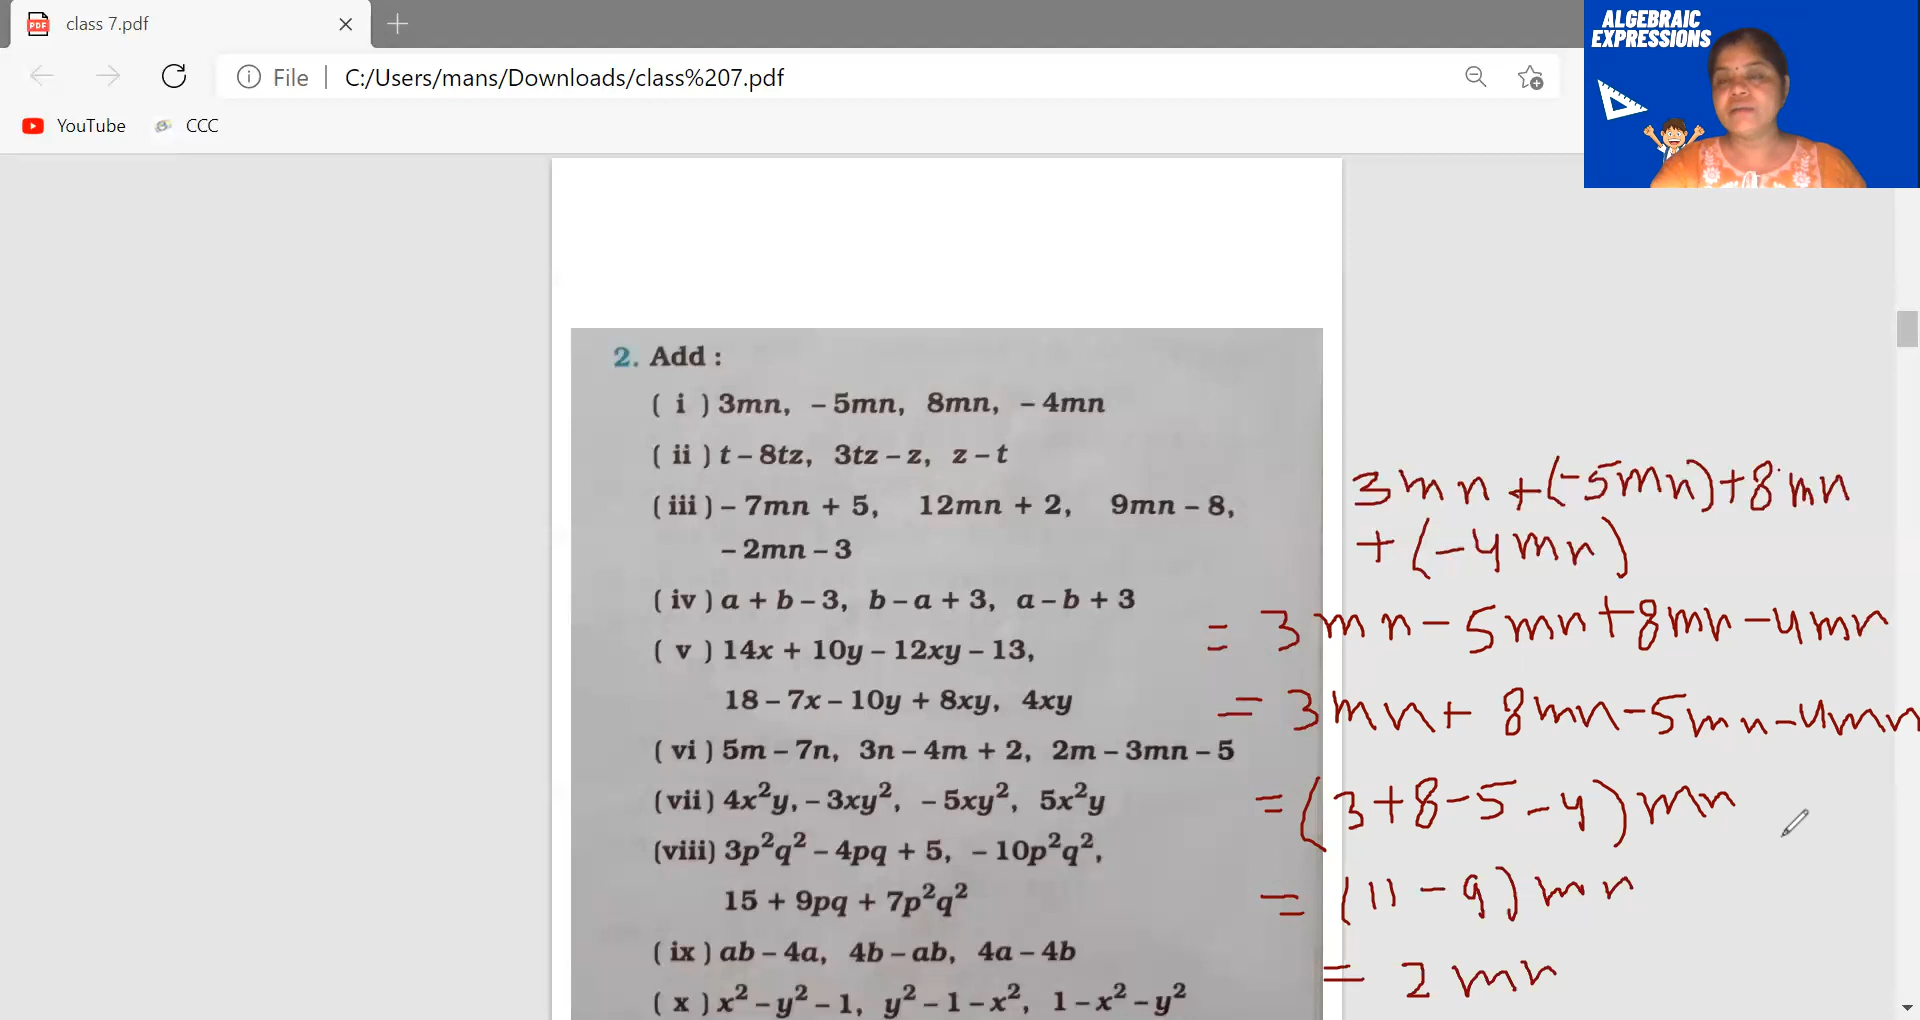 class 7.pdf
File C:/Users/mans/Downloads/class%207.pdf
YouTube CCC
ALGEBRAIC
EXPRESSIONS
2. Add :
( i ) 3mn, – 5mn, 8mn, – 4mn
( ii ) t – 8tz, 3tz – z, z – t
( iii ) – 7mn + 5, 12mn + 2, 9mn – 8,
– 2mn – 3
( iv ) a + b – 3, b – a + 3, a – b + 3
( v ) 14x + 10y – 12xy – 13,
18 – 7x – 10y + 8xy, 4xy
( vi ) 5m – 7n, 3n – 4m + 2, 2m – 3mn – 5
(vii) 4x²y, – 3xy², – 5xy², 5x²y
(viii) 3p²q² – 4pq + 5, – 10p²q²,
15 + 9pq + 7p²q²
( ix ) ab – 4a, 4b – ab, 4a – 4b
( x ) x² – y² – 1, y² – 1 – x², 1 – x² – y²
3mn + (-5mn) + 8mn
+ (-4mn)
= 3mn - 5mn + 8mn - 4mn
= 3mn + 8mn - 5mn - 4mn
= (3 + 8 - 5 - 4) mn
= (11 - 9) mn
= 2mn